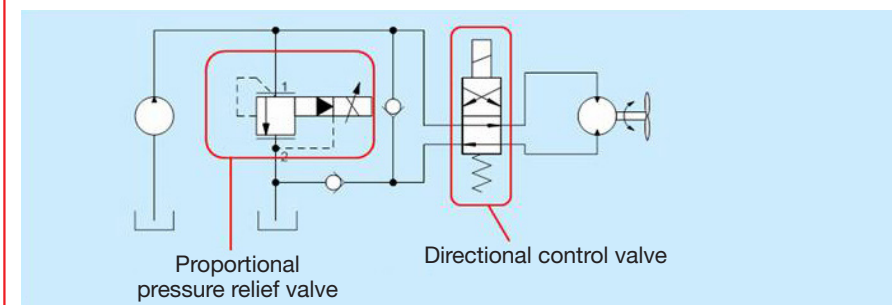 1
2
Directional control valve
Proportional
pressure relief valve